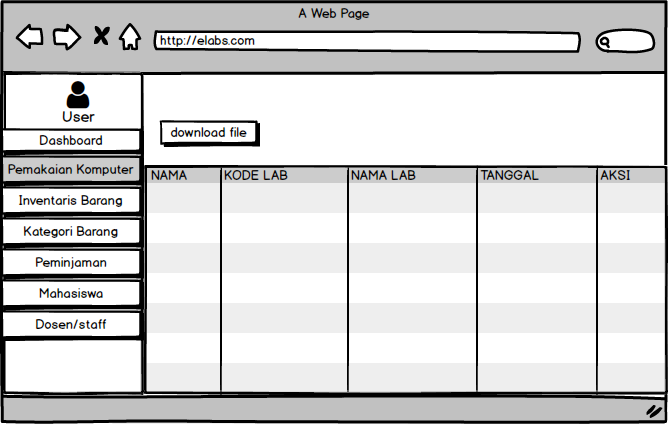 A Web Page
http://elabs.com
User
Dashboard
Pemakaian Komputer
Inventaris Barang
Kategori Barang
Peminjaman
Mahasiswa
Dosen/staff
download file
NAMA KODE LAB NAMA LAB TANGGAL AKSI